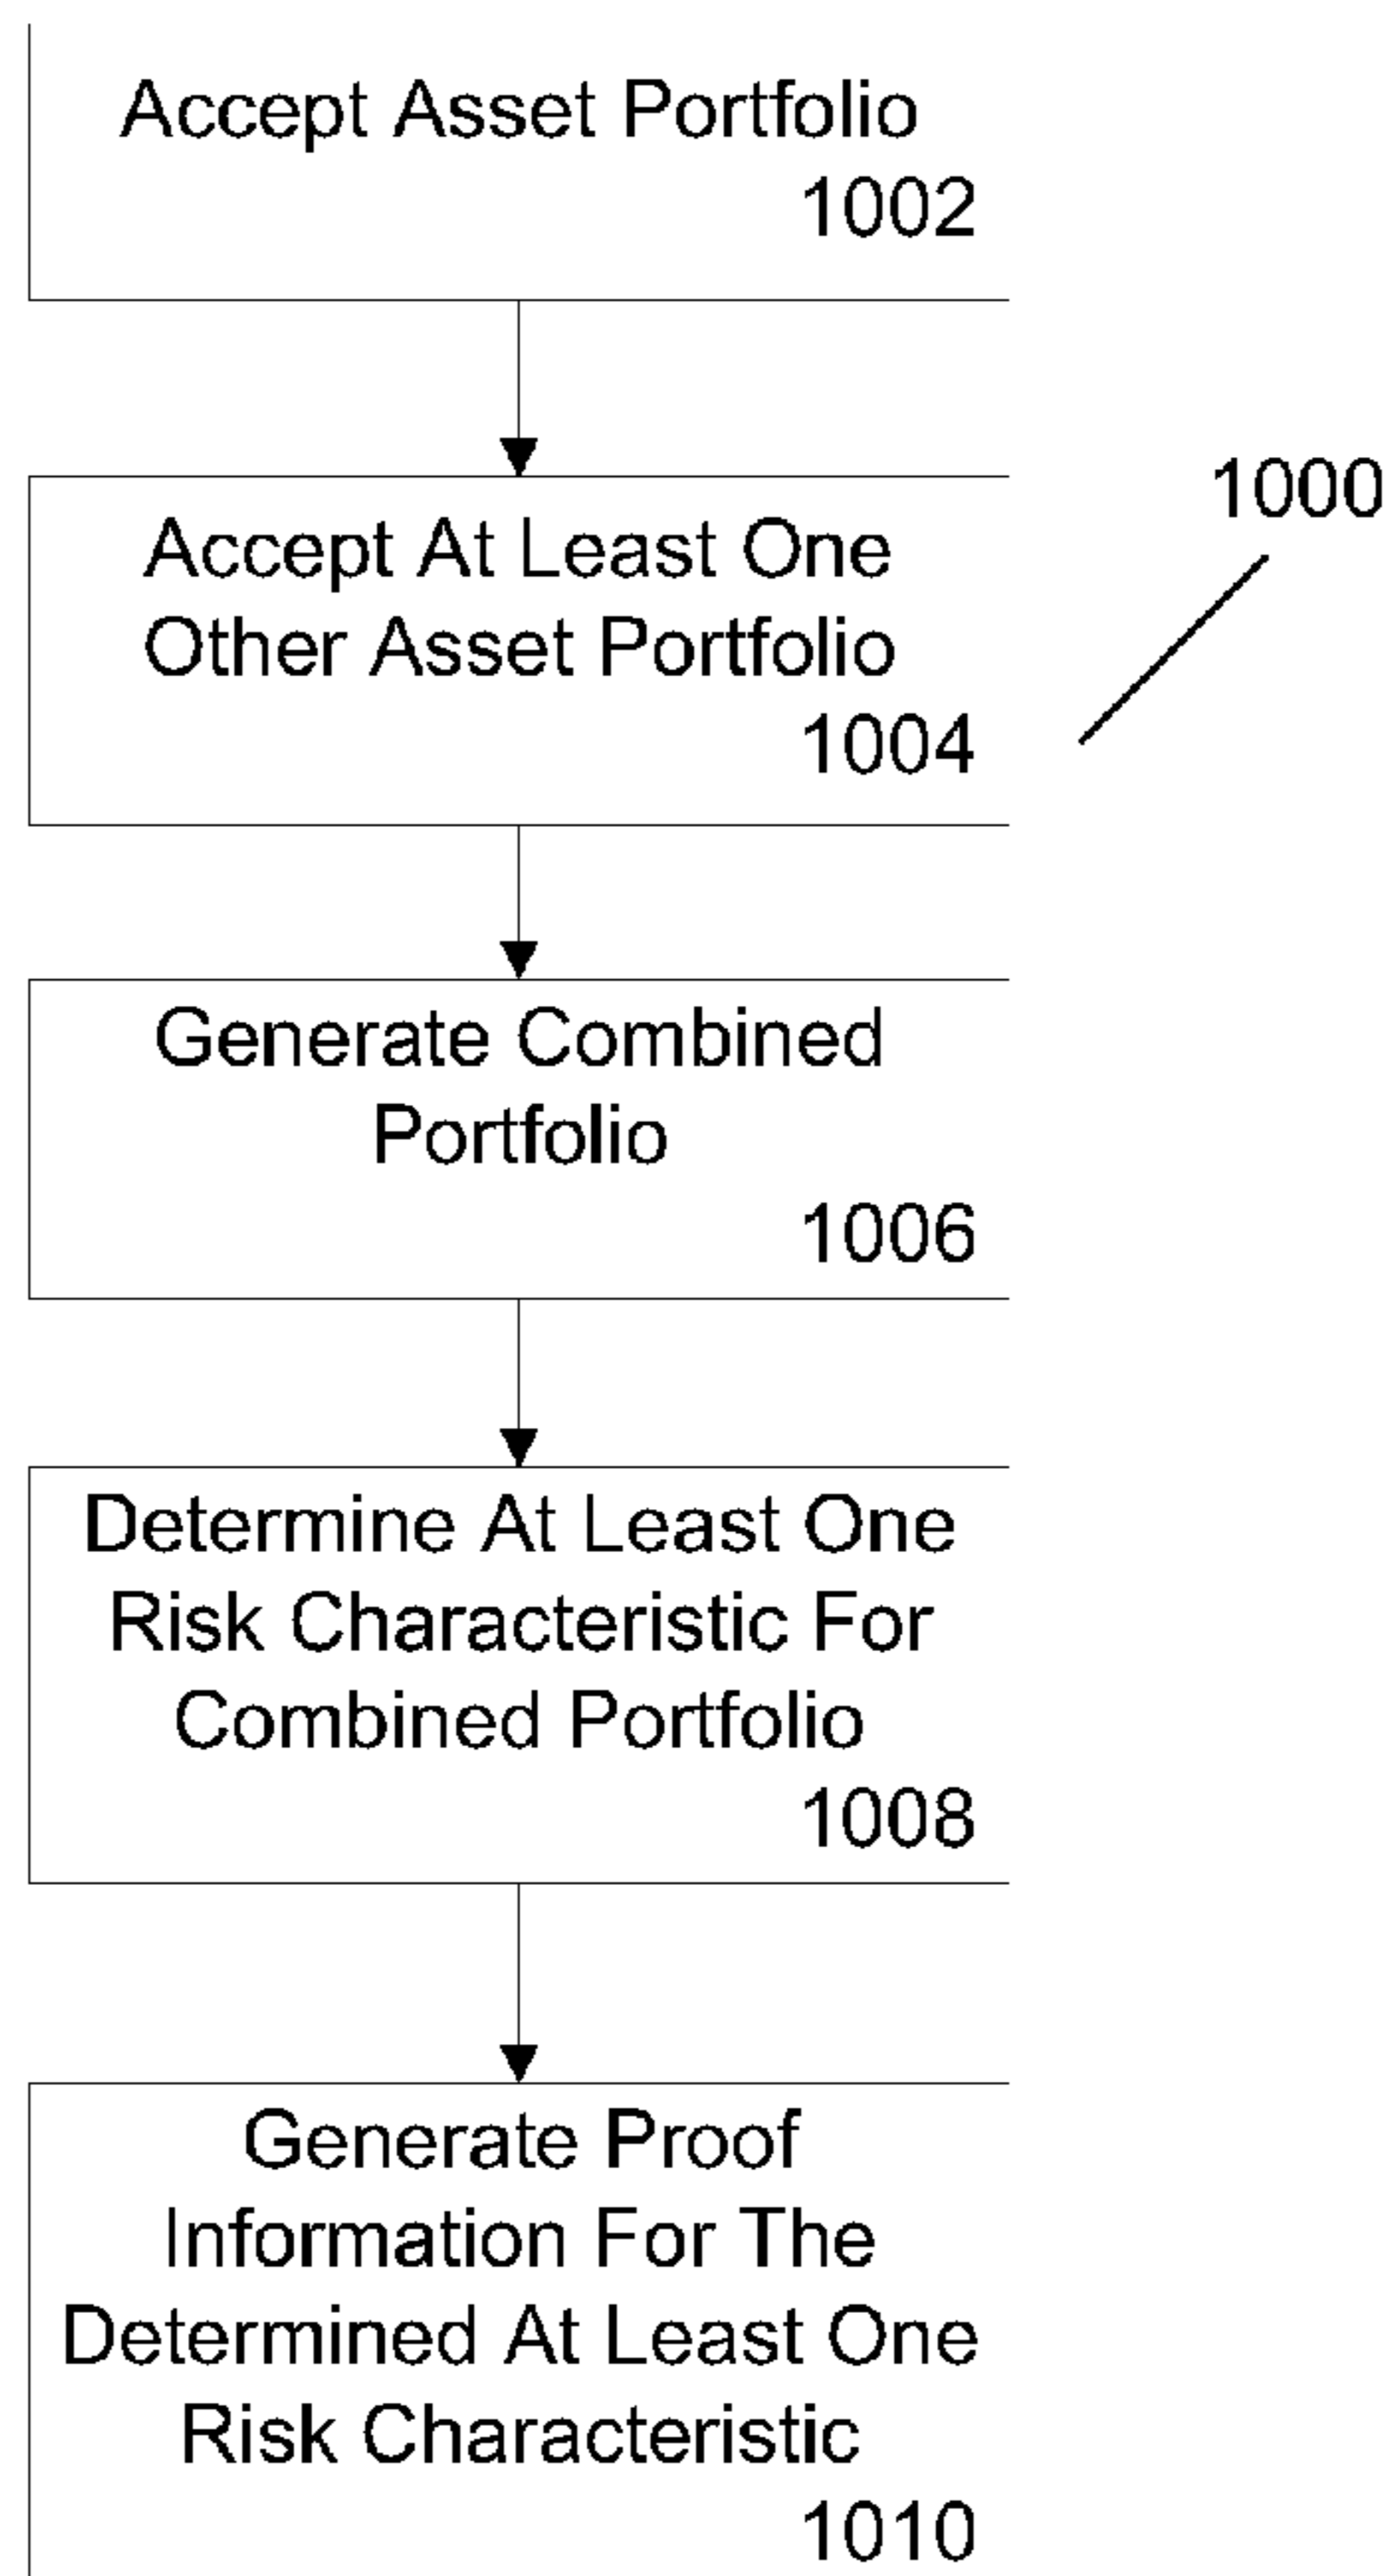 Accept Asset Portfolio
1002
1000
Accept At Least One
Other Asset Portfolio
1004
Generate Combined
Portfolio
1006
Determine At Least One
Risk Characteristic For
Combined Portfolio
1008
Generate Proof
Information For The
Determined At Least One
Risk Characteristic
1010